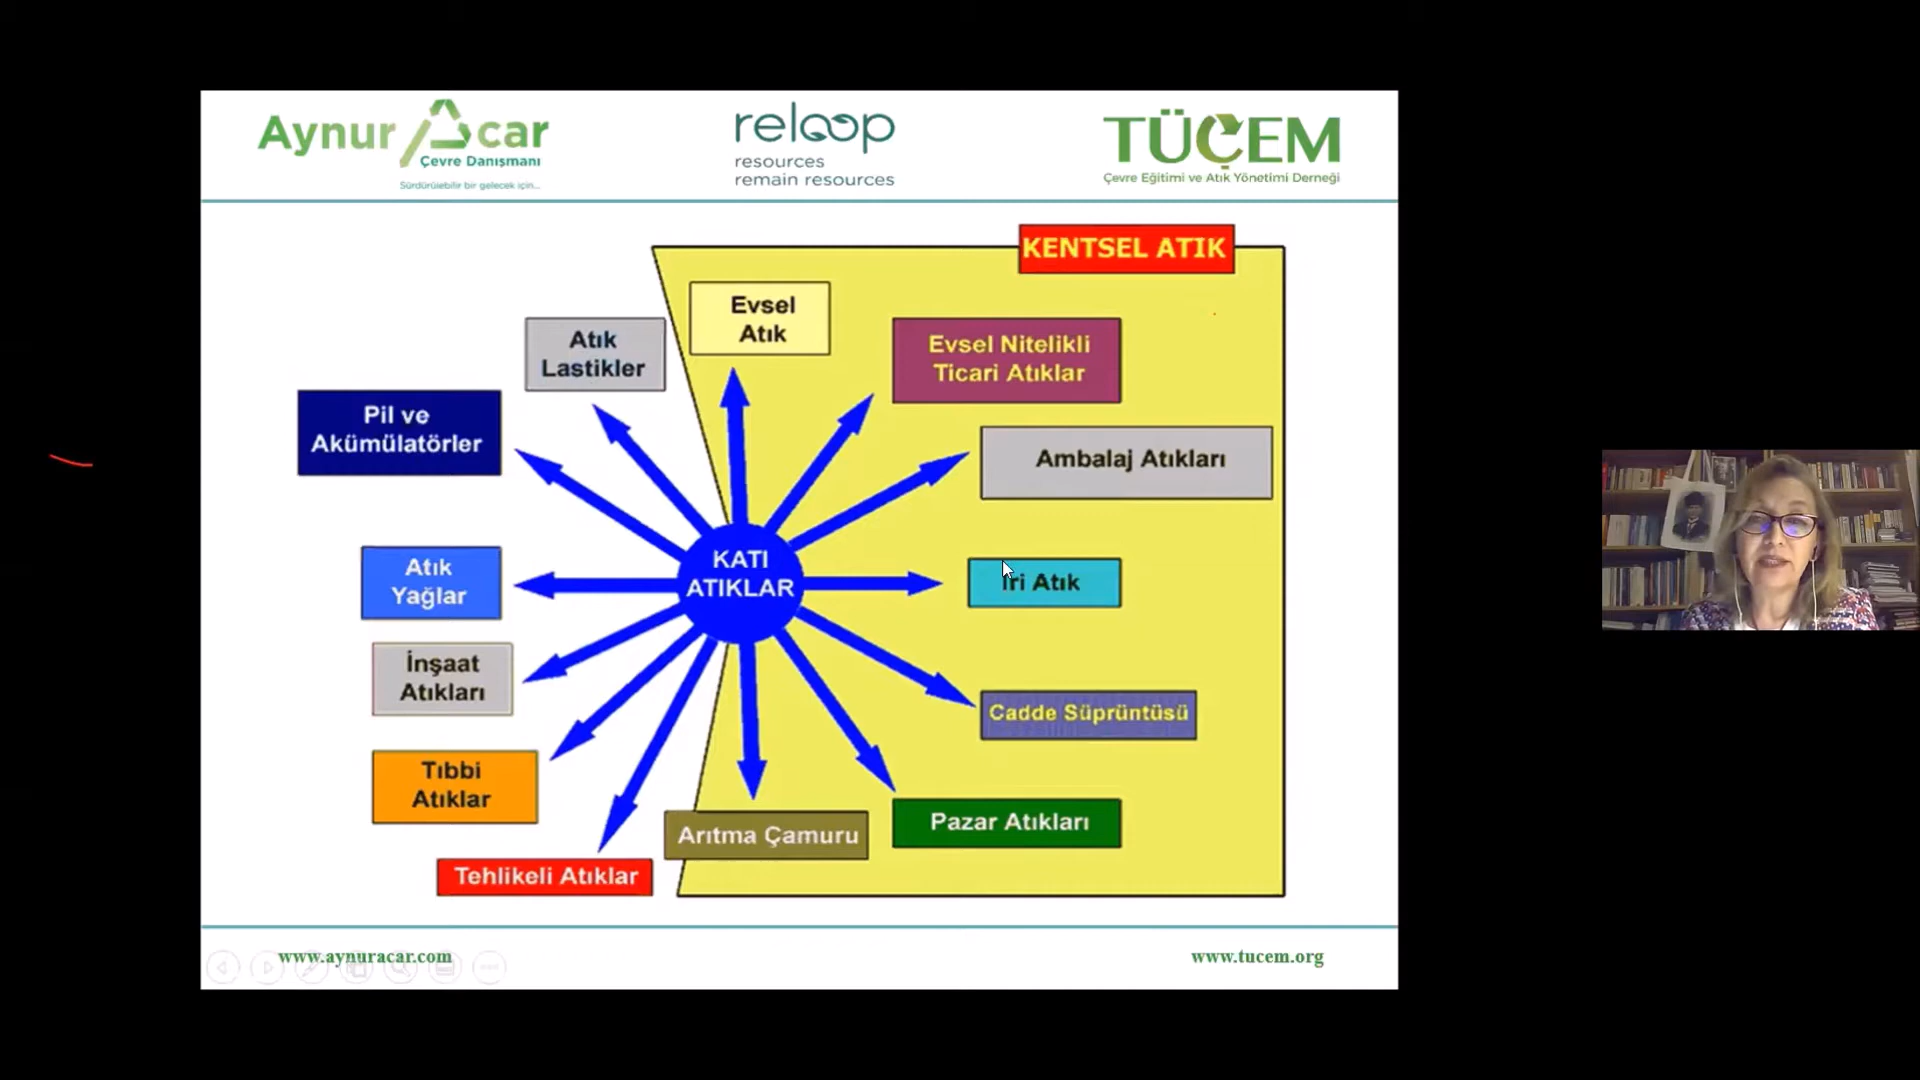 Aynur Acar
Çevre Danışmanı
Sürdürülebilir bir gelecek için...
reloop
resources
remain resources
TÜÇEM
Çevre Eğitimi ve Atık Yönetimi Derneği
KENTSEL ATIK
Evsel
Atık
Atık
Lastikler
Evsel Nitelikli
Ticari Atıklar
Pil ve
Akümülatörler
Ambalaj Atıkları
KATI
ATIKLAR
Atık
Yağlar
İri Atık
İnşaat
Atıkları
Cadde Süprüntüsü
Tıbbi
Atıklar
Arıtma Çamuru
Pazar Atıkları
Tehlikeli Atıklar
www.aynuracar.com
www.tucem.org